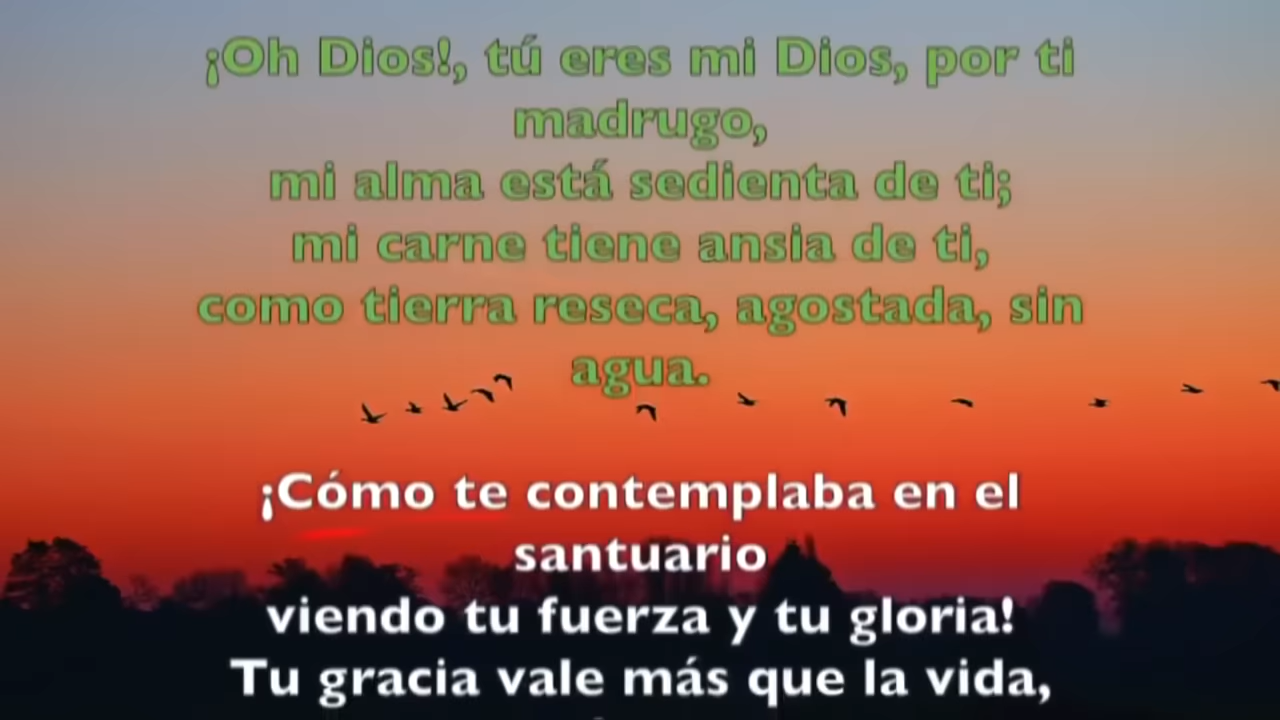 ¡Oh Dios!, tú eres mi Dios, por ti
madrugo,
mi alma está sedienta de ti;
mi carne tiene ansia de ti,
como tierra reseca, agostada, sin
agua.
¡Cómo te contemplaba en el
santuario
viendo tu fuerza y tu gloria!
Tu gracia vale más que la vida,